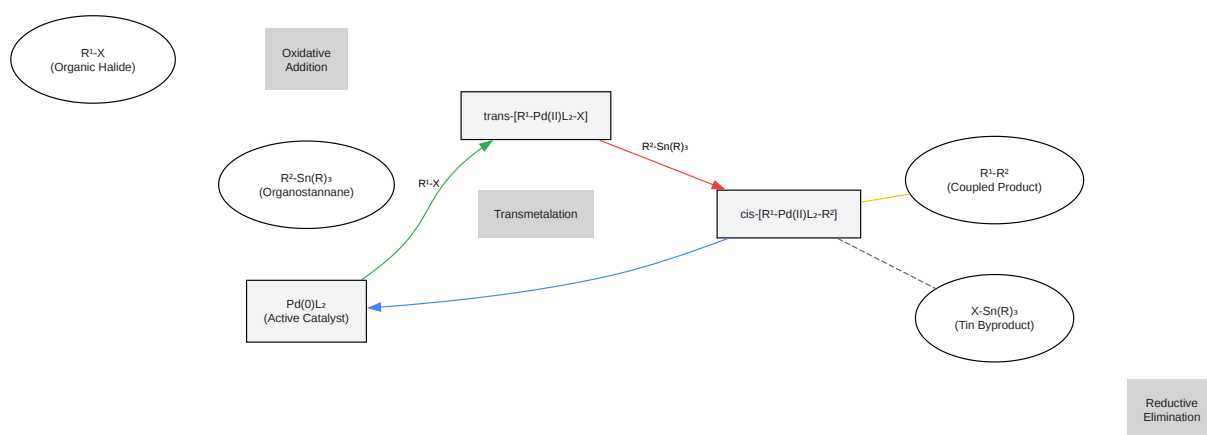 R¹-X
(Organic Halide)
Oxidative
Addition
trans-[R¹-Pd(II)L₂-X]
R²-Sn(R)₃
R²-Sn(R)₃
(Organostannane)
R¹-X
Transmetalation
cis-[R¹-Pd(II)L₂-R²]
R¹-R²
(Coupled Product)
Pd(0)L₂
(Active Catalyst)
X-Sn(R)₃
(Tin Byproduct)
Reductive
Elimination